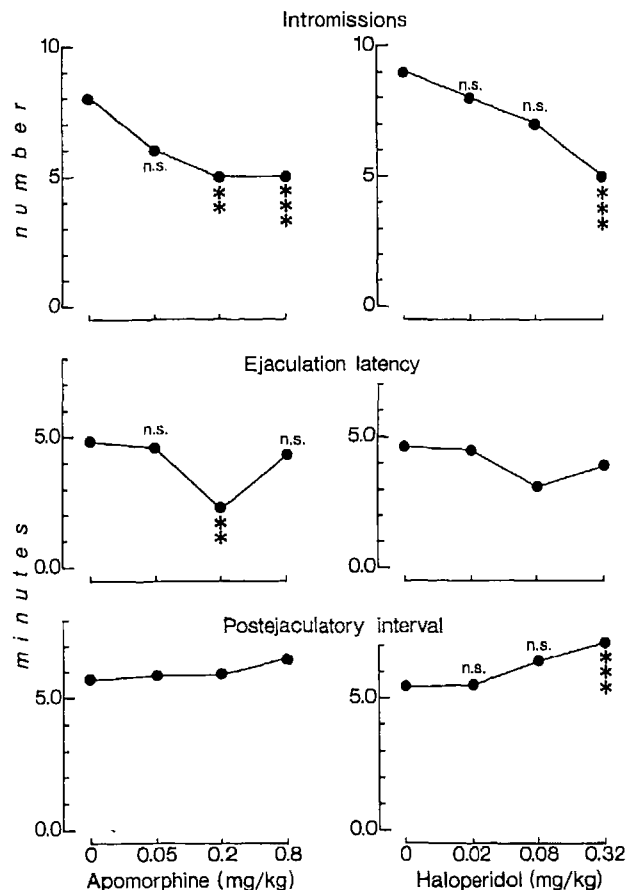 Intromissions
10
5
0
number
n.s.
**
***
10
5
0
n.s.
n.s.
***
Ejaculation latency
5.0
0.0
minutes
n.s.
**
n.s.
5.0
0.0
Postejaculatory interval
5.0
0.0
0 0.05 0.2 0.8
Apomorphine (mg/kg)
5.0
0.0
n.s.
n.s.
***
0 0.02 0.08 0.32
Haloperidol (mg/kg)